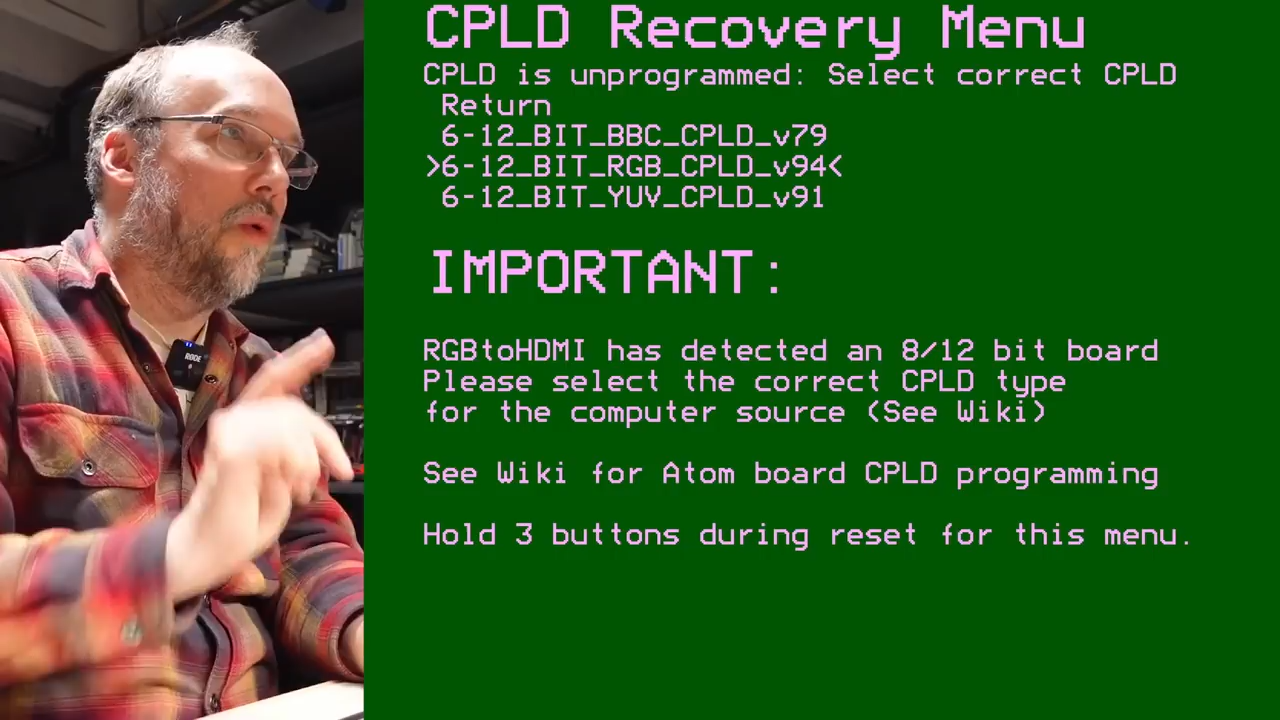 CPLD Recovery Menu
CPLD is unprogrammed: Select correct CPLD
Return
6-12_BIT_BBC_CPLD_v79
>6-12_BIT_RGB_CPLD_v94<
6-12_BIT_YUV_CPLD_v91
IMPORTANT:
RGBtoHDMI has detected an 8/12 bit board
Please select the correct CPLD type
for the computer source (See Wiki)
See Wiki for Atom board CPLD programming
Hold 3 buttons during reset for this menu.
RØDE